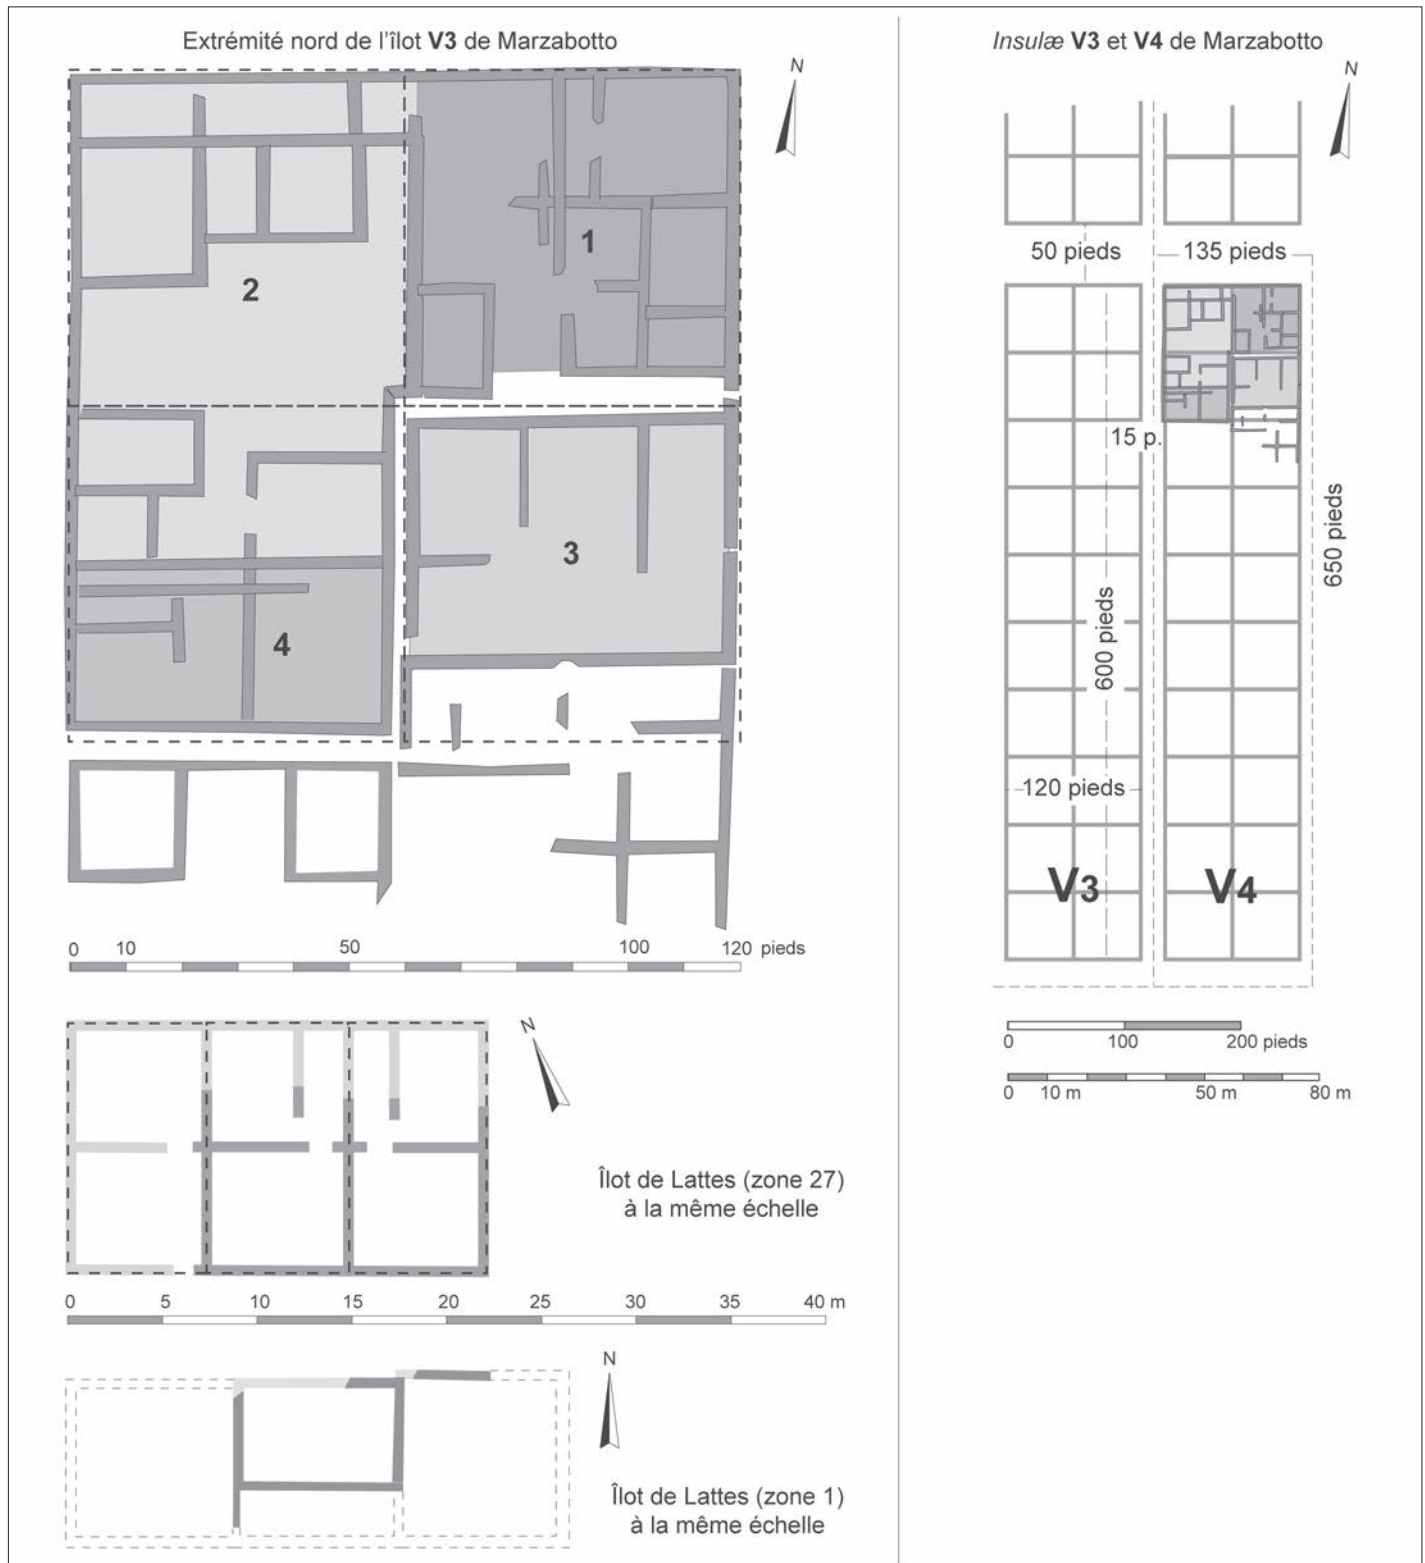 Extrémité nord de l'îlot V3 de Marzabotto
N
1
2
3
4
0 10 50 100 120 pieds
N
Îlot de Lattes (zone 27)
à la même échelle
0 5 10 15 20 25 30 35 40 m
N
Îlot de Lattes (zone 1)
à la même échelle
Insulæ V3 et V4 de Marzabotto
N
50 pieds
135 pieds
15 p.
650 pieds
600 pieds
120 pieds
V3
V4
0 100 200 pieds
0 10 m 50 m 80 m